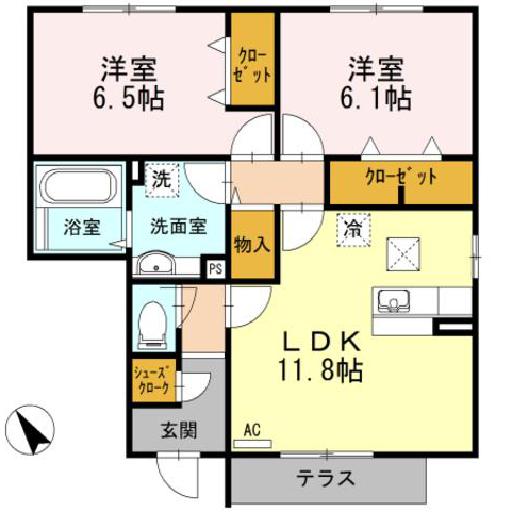 洋室
6.5帖
ｸﾛｰ
ｾﾞｯﾄ
洋室
6.1帖
ｸﾛｰｾﾞｯﾄ
洗
浴室
洗面室
PS
物入
冷
LDK
11.8帖
ｼｭｰｽﾞ
ｸﾛｰｸ
玄関
AC
テラス